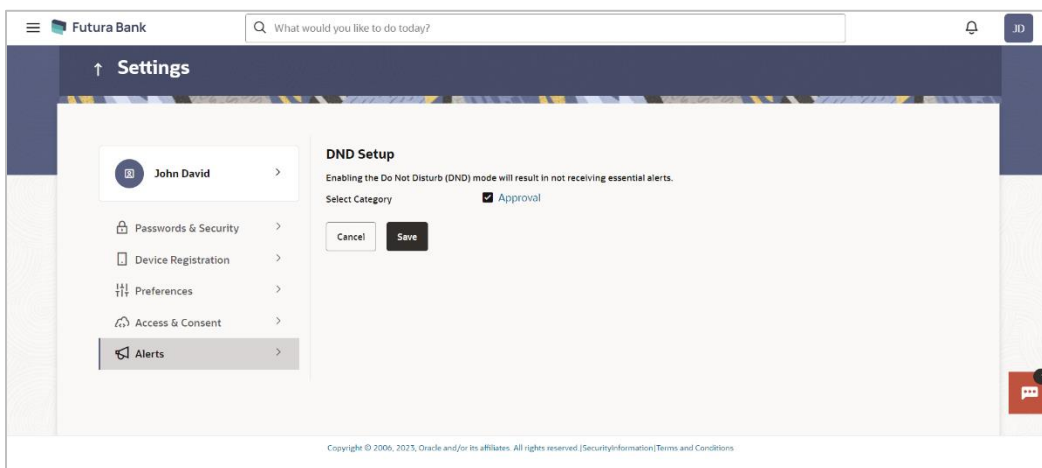 Futura Bank
What would you like to do today?
JD
Settings
John David
Passwords & Security
Device Registration
Preferences
Access & Consent
Alerts
DND Setup
Enabling the Do Not Disturb (DND) mode will result in not receiving essential alerts.
Select Category
Approval
Cancel
Save
Copyright © 2006, 2023, Oracle and/or its affiliates. All rights reserved.|SecurityInformation|Terms and Conditions